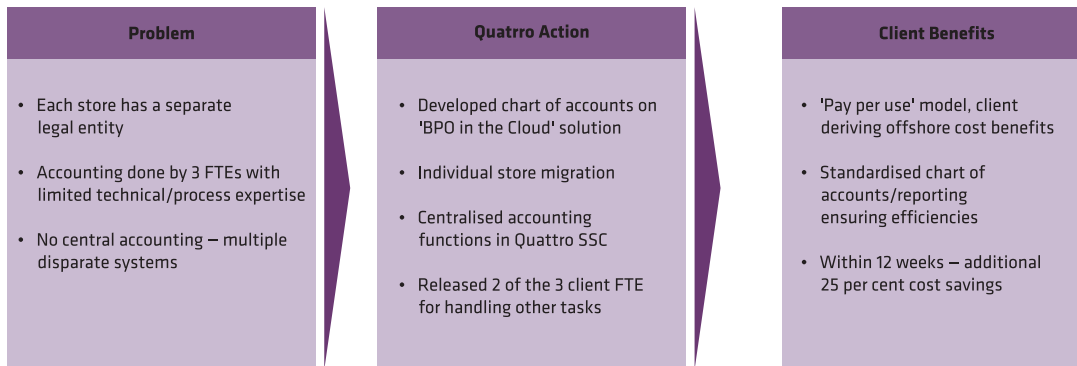 Problem
• Each store has a separate
legal entity
• Accounting done by 3 FTEs with
limited technical/process expertise
• No central accounting – multiple
disparate systems
Quatrro Action
• Developed chart of accounts on
'BPO in the Cloud' solution
• Individual store migration
• Centralised accounting
functions in Quattro SSC
• Released 2 of the 3 client FTE
for handling other tasks
Client Benefits
• 'Pay per use' model, client
deriving offshore cost benefits
• Standardised chart of
accounts/reporting
ensuring efficiencies
• Within 12 weeks – additional
25 per cent cost savings